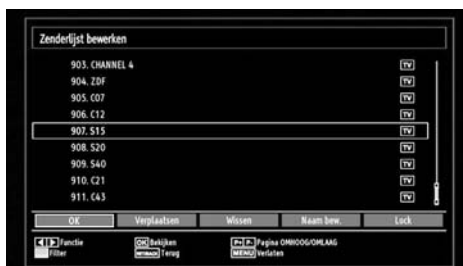 Zenderlijst bewerken
903. CHANNEL 4 TV
904. ZDF TV
905. C07 TV
906. C12 TV
907. S15 TV
908. S20 TV
909. S40 TV
910. C21 TV
911. C43 TV
OK Verplaatsen Wissen Naam bew. Lock
Functie OK Bekijken P+ P- Pagina OMHOOG/OMLAAG
Filter Terug MENU Verlaten